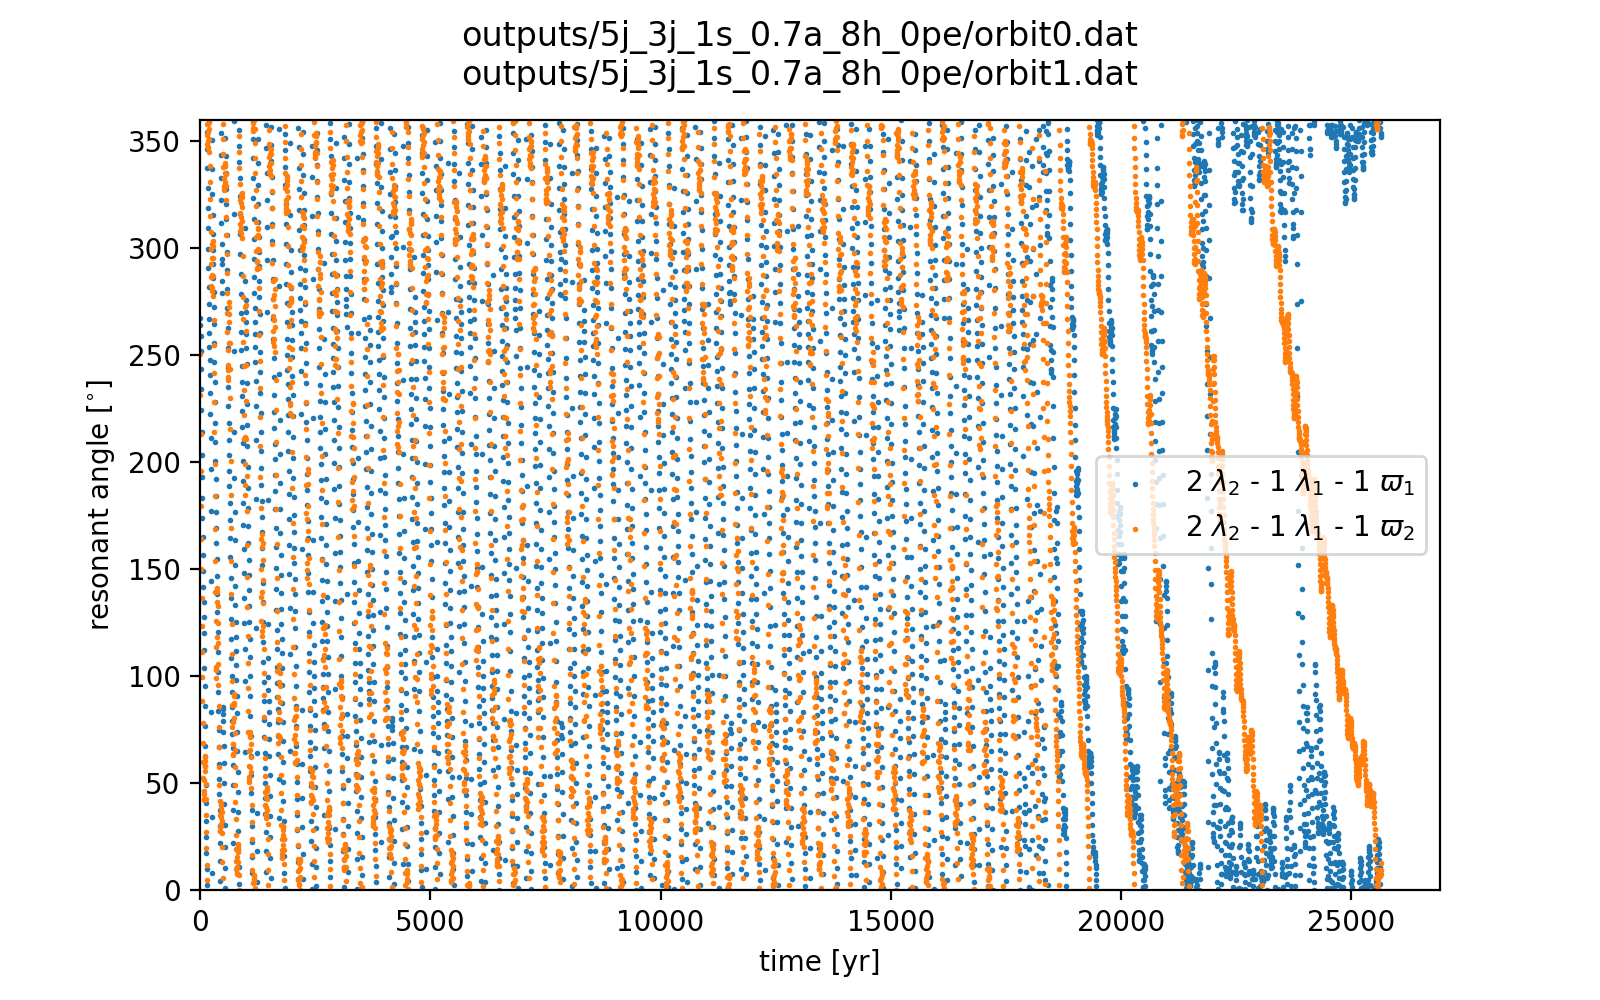 outputs/5j_3j_1s_0.7a_8h_0pe/orbit0.dat
outputs/5j_3j_1s_0.7a_8h_0pe/orbit1.dat
resonant angle [°]
350
300
250
200
150
100
50
0
2 λ₂ - 1 λ₁ - 1 ϖ₁
2 λ₂ - 1 λ₁ - 1 ϖ₂
0 5000 10000 15000 20000 25000
time [yr]